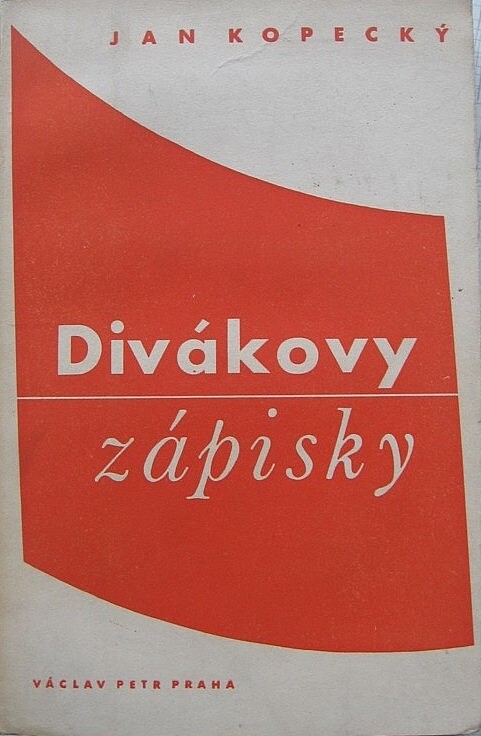 JAN KOPECKÝ
Divákovy
zápisky
VÁCLAV PETR PRAHA